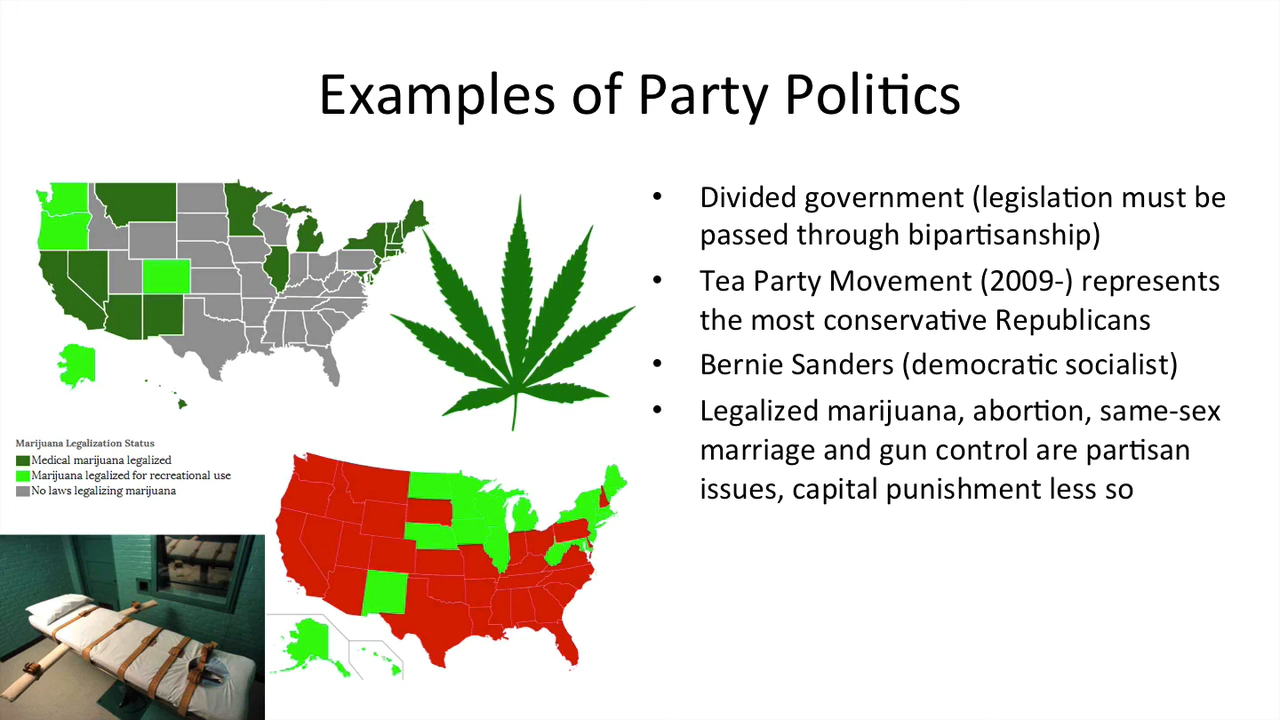 Examples of Party Politics
• Divided government (legislation must be
passed through bipartisanship)
• Tea Party Movement (2009-) represents
the most conservative Republicans
• Bernie Sanders (democratic socialist)
• Legalized marijuana, abortion, same-sex
marriage and gun control are partisan
issues, capital punishment less so
Marijuana Legalization Status
Medical marijuana legalized
Marijuana legalized for recreational use
No laws legalizing marijuana